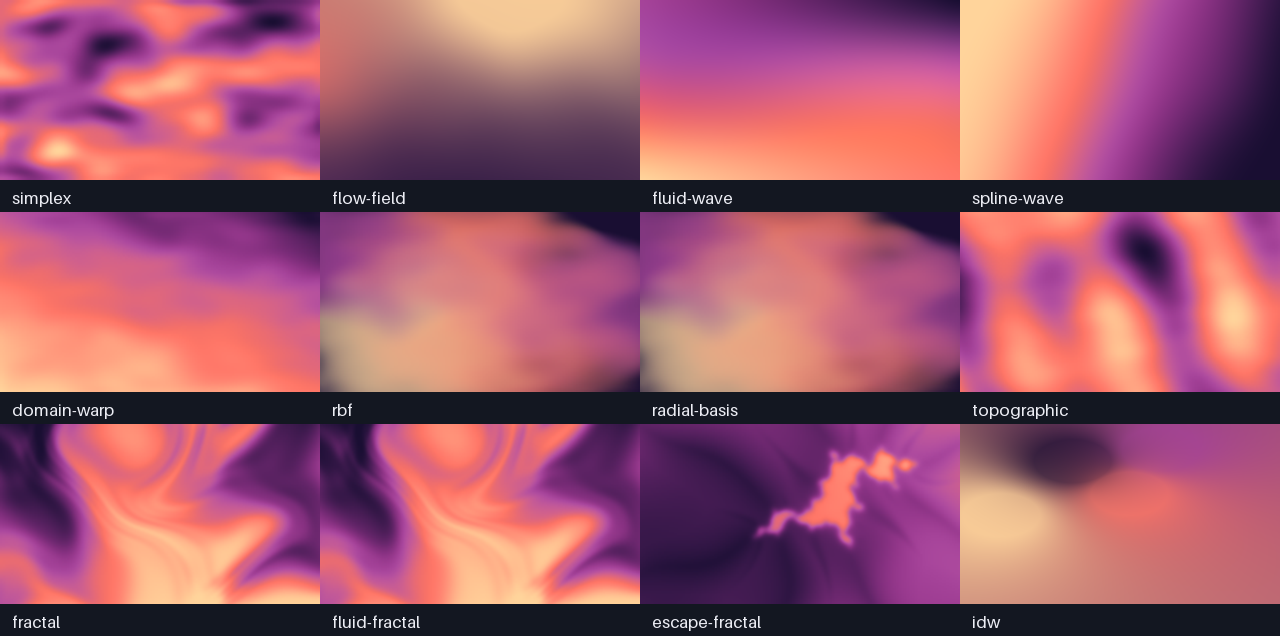 simplex
flow-field
fluid-wave
spline-wave
domain-warp
rbf
radial-basis
topographic
fractal
fluid-fractal
escape-fractal
idw